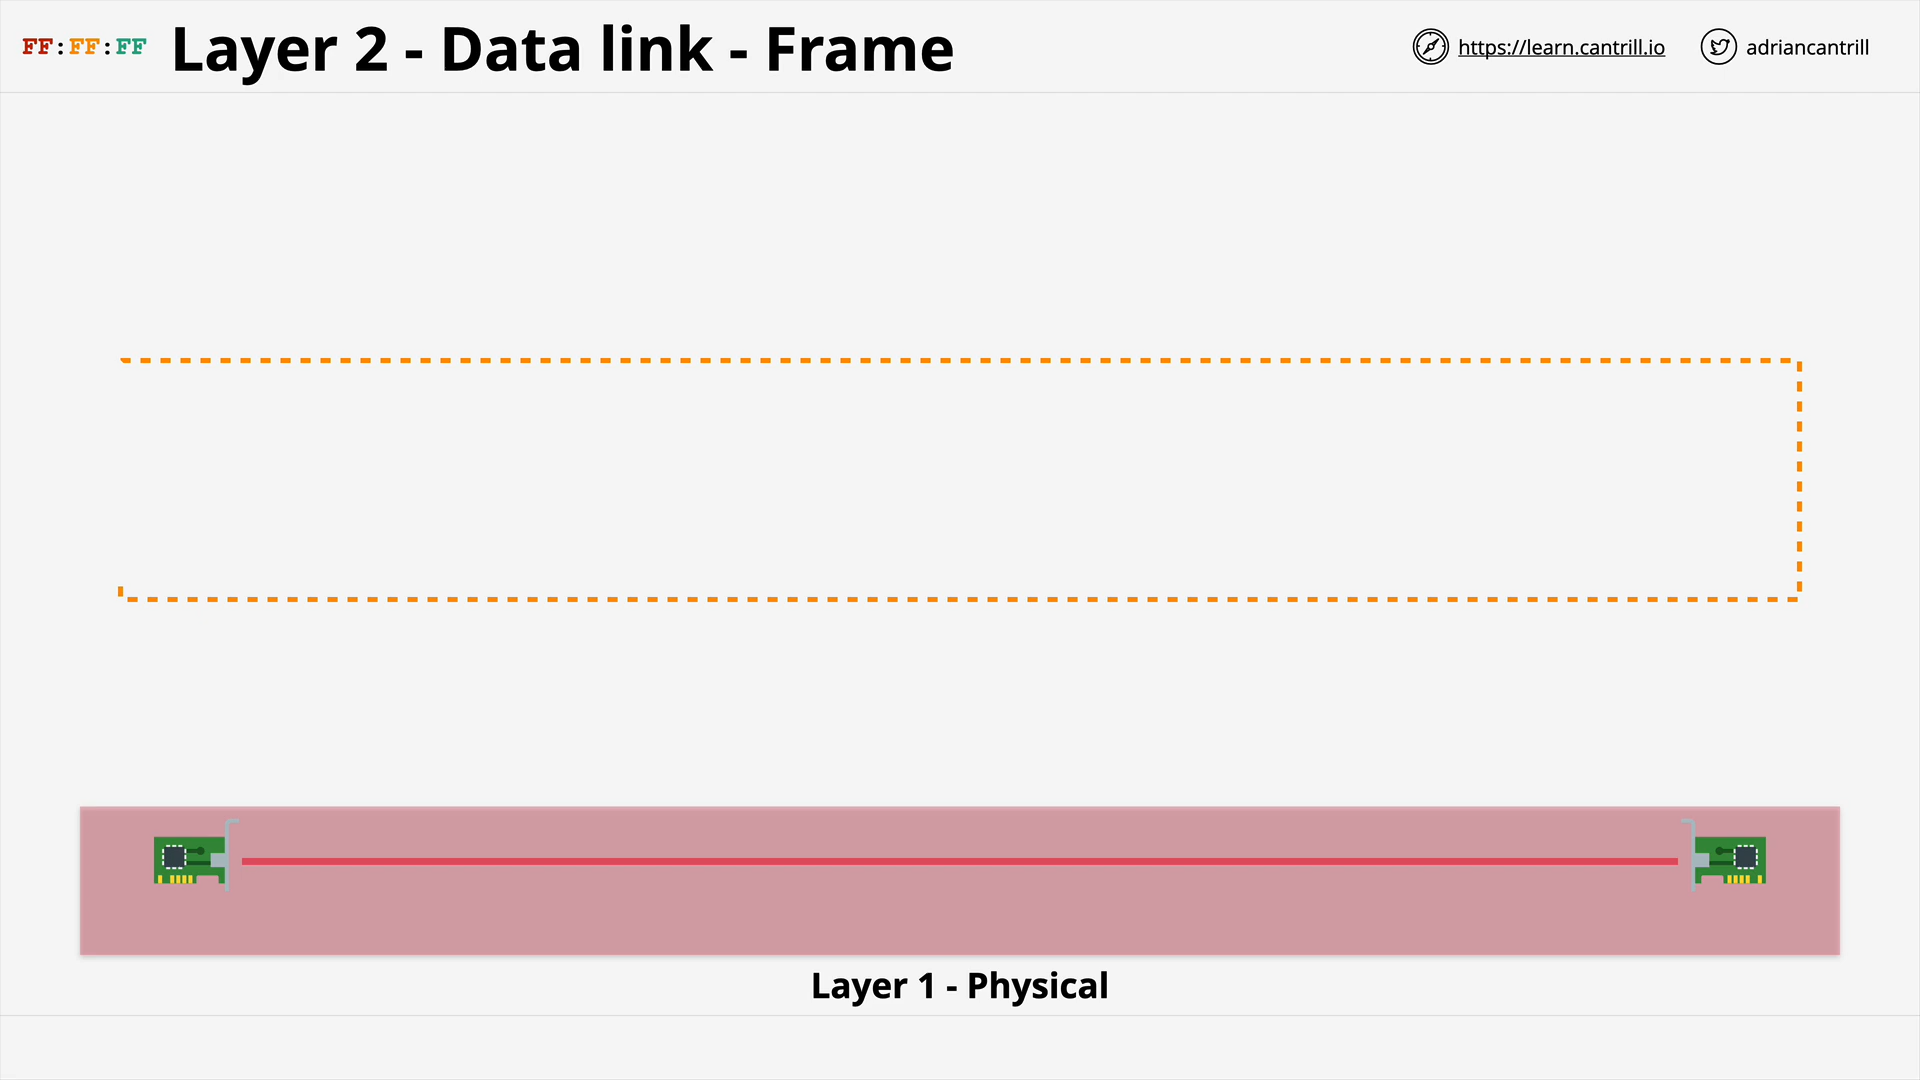 FF:FF:FF
Layer 2 - Data link - Frame
https://learn.cantrill.io
adriancantrill
Layer 1 - Physical